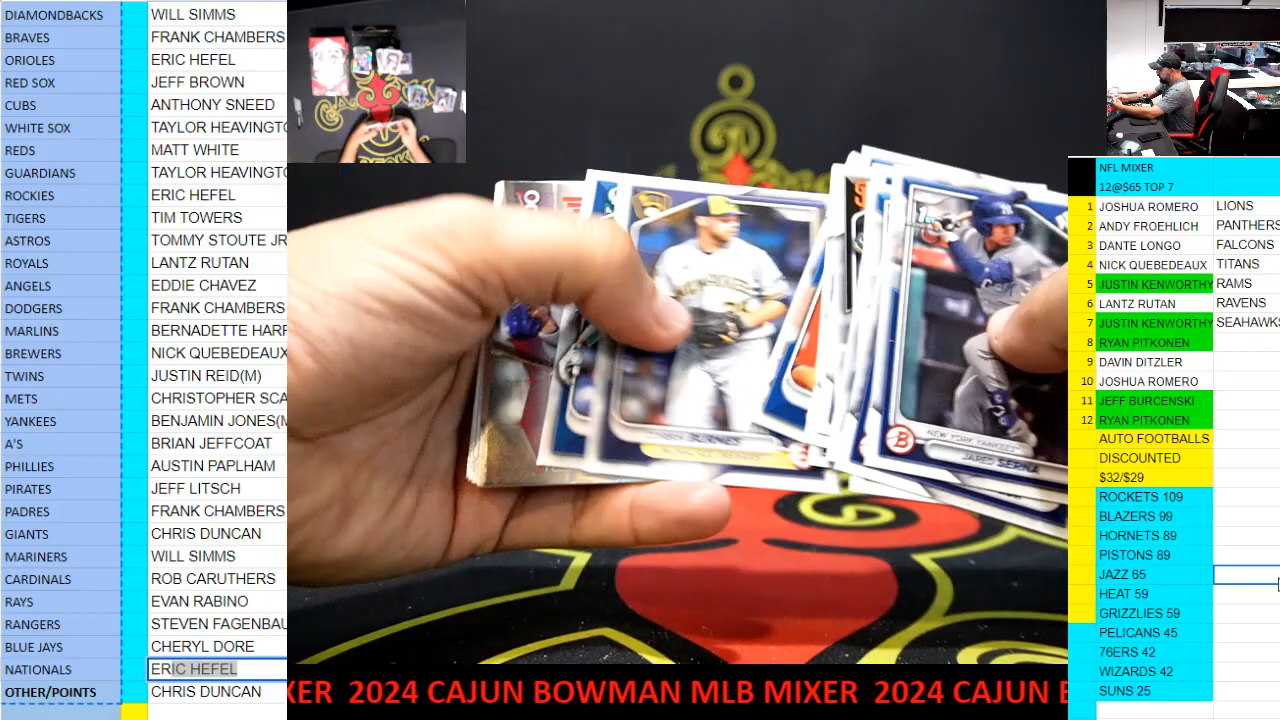 DIAMONDBACKS WILL SIMMS
BRAVES FRANK CHAMBERS
ORIOLES ERIC HEFEL
RED SOX JEFF BROWN
CUBS ANTHONY SNEED
WHITE SOX TAYLOR HEAVINGTO
REDS MATT WHITE
GUARDIANS TAYLOR HEAVINGTO
ROCKIES ERIC HEFEL
TIGERS TIM TOWERS
ASTROS TOMMY STOUTE JR
ROYALS LANTZ RUTAN
ANGELS EDDIE CHAVEZ
DODGERS FRANK CHAMBERS
MARLINS BERNADETTE HARR
BREWERS NICK QUEBEDEAUX
TWINS JUSTIN REID(M)
METS CHRISTOPHER SCA
YANKEES BENJAMIN JONES(M
A'S BRIAN JEFFCOAT
PHILLIES AUSTIN PAPLHAM
PIRATES JEFF LITSCH
PADRES FRANK CHAMBERS
GIANTS CHRIS DUNCAN
MARINERS WILL SIMMS
CARDINALS ROB CARUTHERS
RAYS EVAN RABINO
RANGERS STEVEN FAGENBAU
BLUE JAYS CHERYL DORE
NATIONALS ERIC HEFEL
OTHER/POINTS CHRIS DUNCAN
1st
BURNES
B
NEW YORK YANKEES
JARED SERNA
NFL MIXER
12@$65 TOP 7
1 JOSHUA ROMERO LIONS
2 ANDY FROEHLICH PANTHERS
3 DANTE LONGO FALCONS
4 NICK QUEBEDEAUX TITANS
5 JUSTIN KENWORTHY RAMS
6 LANTZ RUTAN RAVENS
7 JUSTIN KENWORTHY SEAHAWKS
8 RYAN PITKONEN
9 DAVIN DITZLER
10 JOSHUA ROMERO
11 JEFF BURCENSKI
12 RYAN PITKONEN
AUTO FOOTBALLS
DISCOUNTED
$32/$29
ROCKETS 109
BLAZERS 99
HORNETS 89
PISTONS 89
JAZZ 65
HEAT 59
GRIZZLIES 59
PELICANS 45
76ERS 42
WIZARDS 42
SUNS 25
XER 2024 CAJUN BOWMAN MLB MIXER 2024 CAJUN B